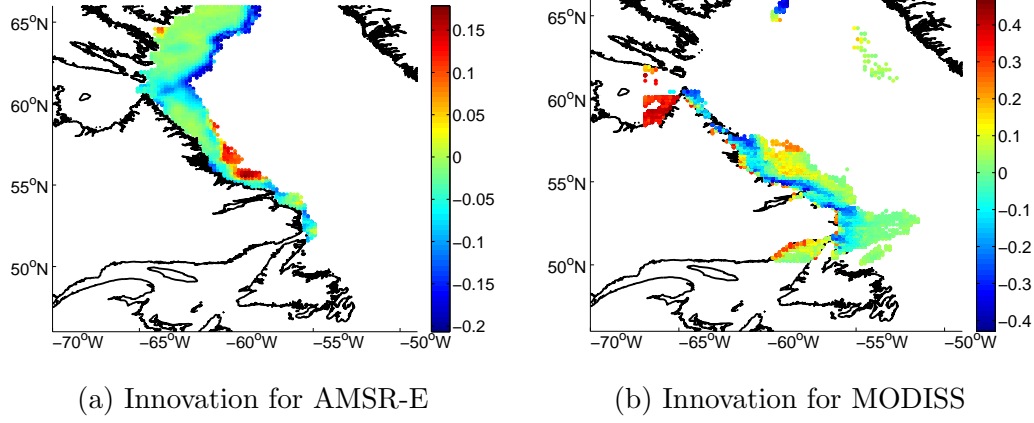 65°N
60°N
55°N
50°N
−70°W −65°W −60°W −55°W −50°W
0.15
0.1
0.05
0
−0.05
−0.1
−0.15
−0.2
(a) Innovation for AMSR-E
65°N
60°N
55°N
50°N
−70°W −65°W −60°W −55°W −50°W
0.4
0.3
0.2
0.1
0
−0.1
−0.2
−0.3
−0.4
(b) Innovation for MODISS